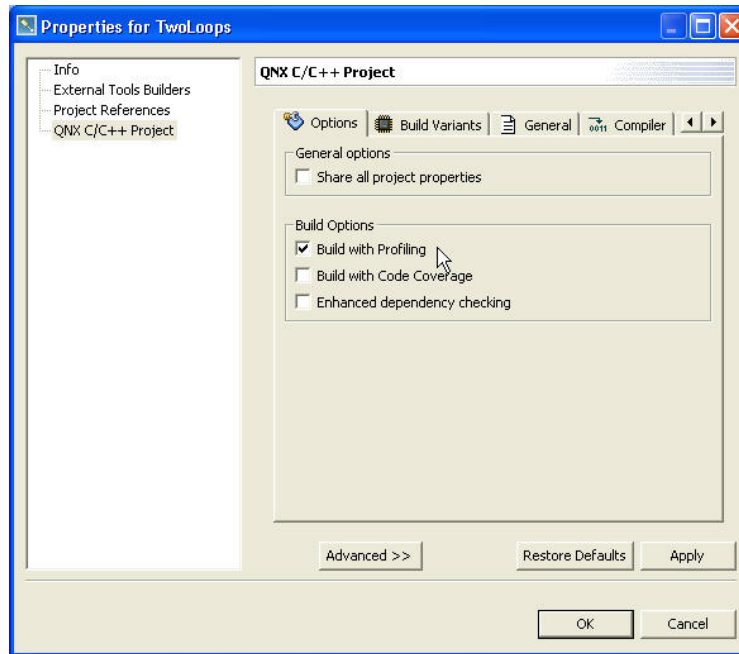 Properties for TwoLoops
Info
External Tools Builders
Project References
QNX C/C++ Project
QNX C/C++ Project
Options
Build Variants
General
Compiler
General options
Share all project properties
Build Options
Build with Profiling
Build with Code Coverage
Enhanced dependency checking
Advanced >>
Restore Defaults
Apply
OK
Cancel